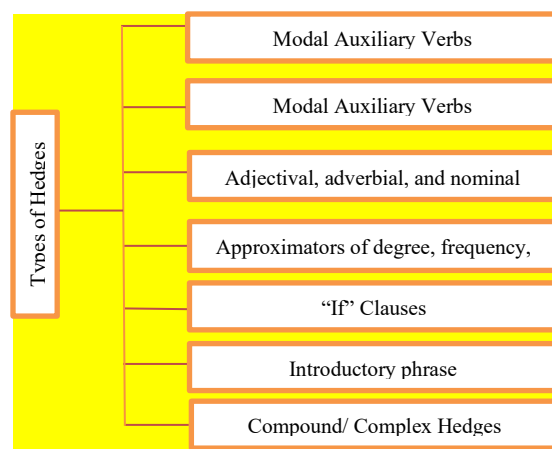 Types of Hedges
Modal Auxiliary Verbs
Modal Auxiliary Verbs
Adjectival, adverbial, and nominal
Approximators of degree, frequency,
“If” Clauses
Introductory phrase
Compound/ Complex Hedges